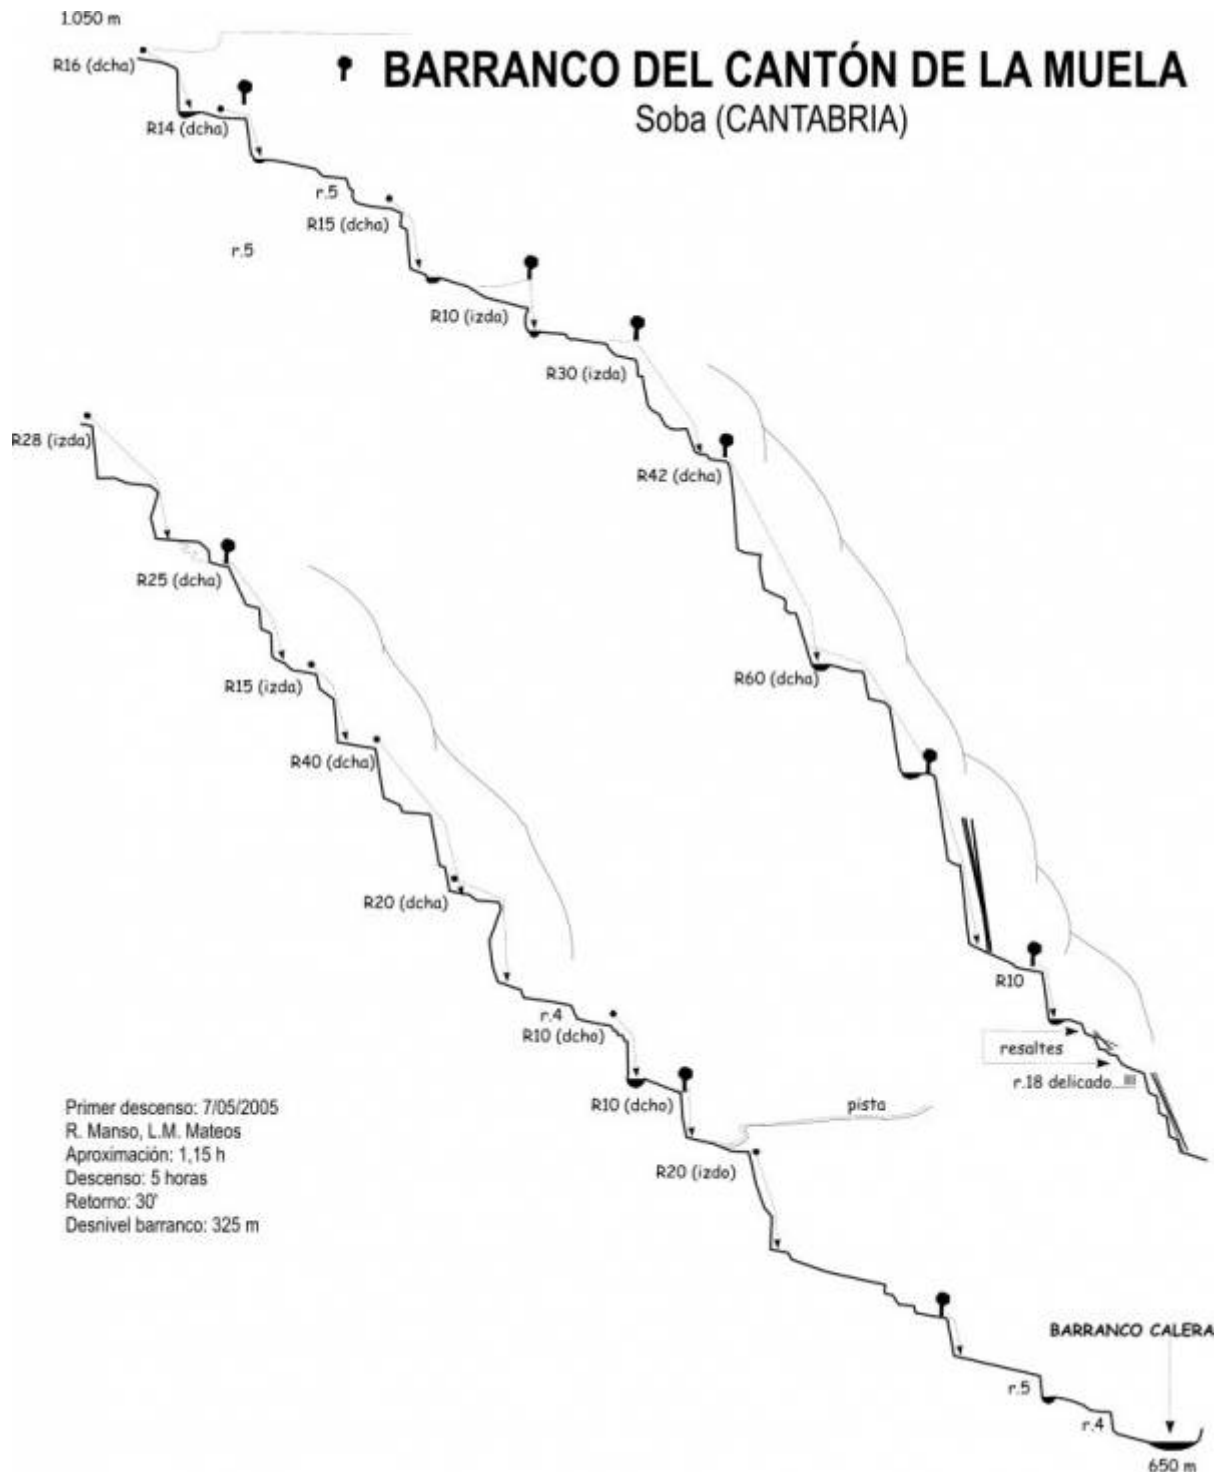 1.050 m
BARRANCO DEL CANTÓN DE LA MUELA
Soba (CANTABRIA)
R16 (dcha)
R14 (dcha)
r.5
R15 (dcha)
r.5
R10 (izda)
R30 (izda)
R42 (dcha)
R60 (dcha)
R10
resaltes
r.18 delicado...
R28 (izda)
R25 (dcha)
R15 (izda)
R40 (dcha)
R20 (dcha)
r.4
R10 (dcho)
R10 (dcho)
pista
R20 (izdo)
Primer descenso: 7/05/2005
R. Manso, L.M. Mateos
Aproximación: 1,15 h
Descenso: 5 horas
Retorno: 30'
Desnivel barranco: 325 m
BARRANCO CALERA
r.5
r.4
650 m